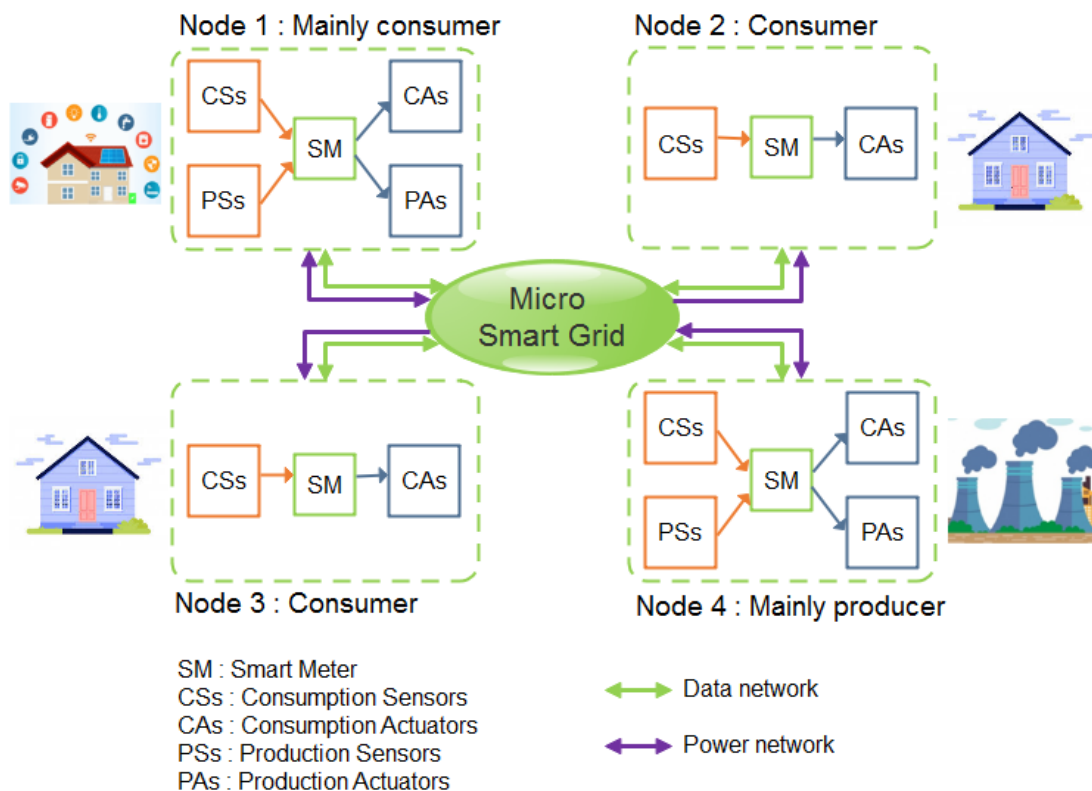 Node 1 : Mainly consumer
CSs
CAs
SM
PSs
PAs
Node 2 : Consumer
CSs
SM
CAs
Micro
Smart Grid
CSs
SM
CAs
Node 3 : Consumer
CSs
CAs
SM
PSs
PAs
Node 4 : Mainly producer
SM : Smart Meter
CSs : Consumption Sensors
CAs : Consumption Actuators
PSs : Production Sensors
PAs : Production Actuators
Data network
Power network